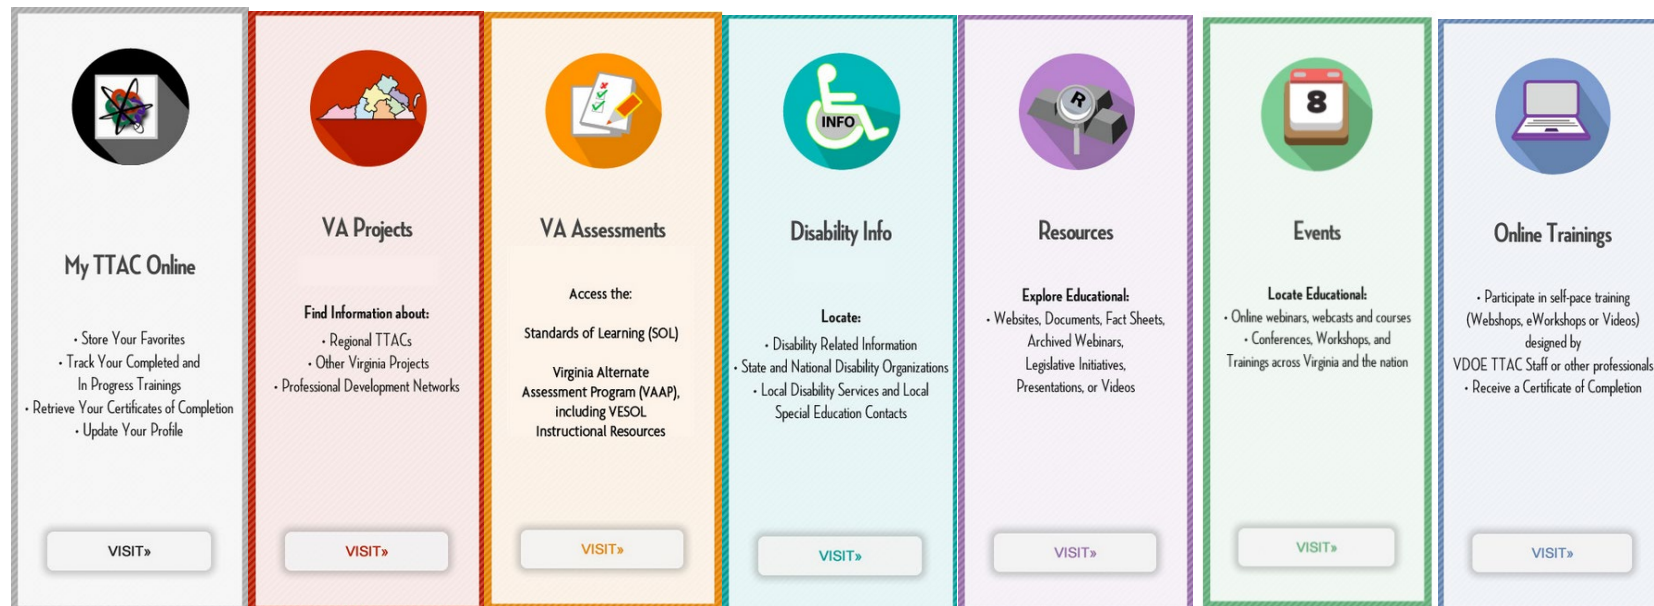 My TTAC Online
• Store Your Favorites
• Track Your Completed and
In Progress Trainings
• Retrieve Your Certificates of Completion
• Update Your Profile
VISIT»
VA Projects
Find Information about:
• Regional TTACs
• Other Virginia Projects
• Professional Development Networks
VISIT»
VA Assessments
Access the:
Standards of Learning (SOL)
Virginia Alternate
Assessment Program (VAAP),
including VESOL
Instructional Resources
VISIT»
INFO
Disability Info
Locate:
• Disability Related Information
• State and National Disability Organizations
• Local Disability Services and Local
Special Education Contacts
VISIT»
R
Resources
Explore Educational:
• Websites, Documents, Fact Sheets,
Archived Webinars,
Legislative Initiatives,
Presentations, or Videos
VISIT»
8
Events
Locate Educational:
• Online webinars, webcasts and courses
• Conferences, Workshops, and
Trainings across Virginia and the nation
VISIT»
Online Trainings
• Participate in self-pace training
(Webshops, eWorkshops or Videos)
designed by
VDOE TTAC Staff or other professionals
• Receive a Certificate of Completion
VISIT»